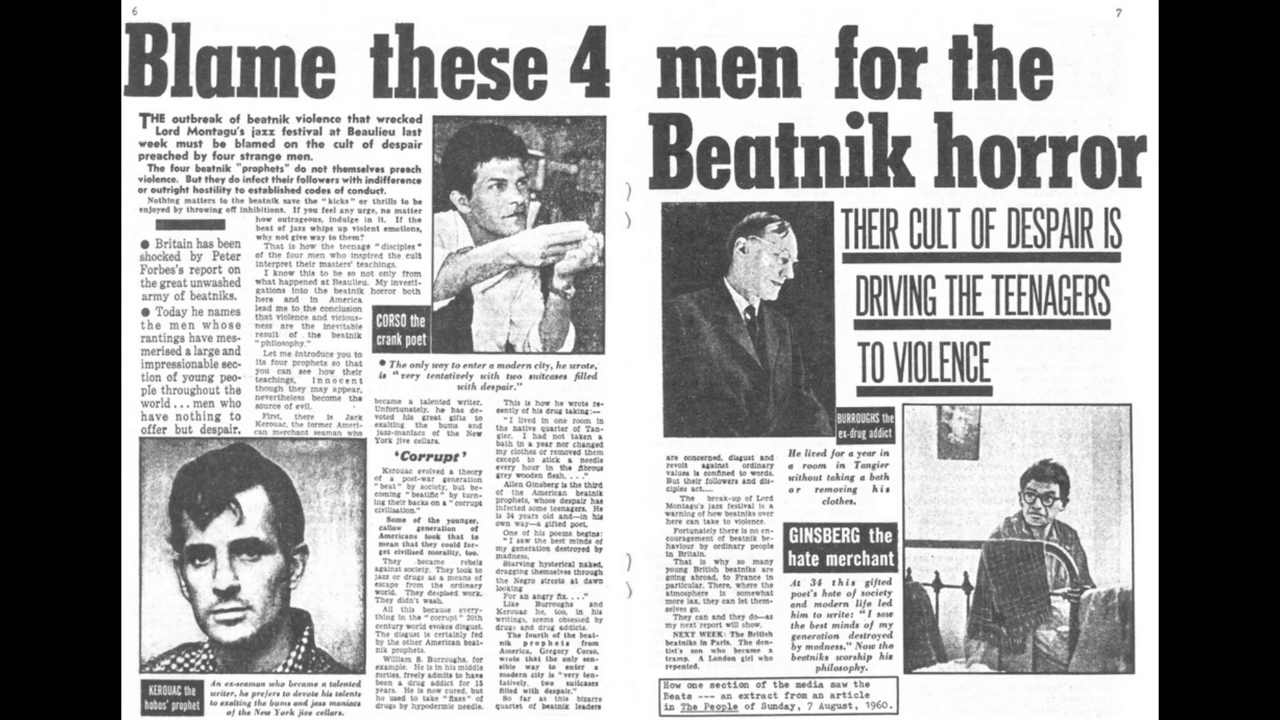 6
7
Blame these 4 men for the
Beatnik horror
THE outbreak of beatnik violence that wrecked
Lord Montagu's jazz festival at Beaulieu last
week must be blamed on the cult of despair
preached by four strange men.
The four beatnik "prophets" do not themselves preach
violence. But they do infect their followers with indifference
or outright hostility to established codes of conduct.
Nothing matters to the beatnik save the "kicks" or thrills to be
enjoyed by throwing off inhibitions. If you feel any urge, no matter
how outrageous, indulge in it. If the
beat of jazz whips up violent emotions,
why not give way to them?
That is how the teenage "disciples"
of the four men who inspired the cult
interpret their masters' teachings.
I know this to be so not only from
what happened at Beaulieu. My investi-
gations into the beatnik horror both
here and in America
lead me to the conclusion
that violence and vicious-
ness are the inevitable
result of the beatnik
"philosophy."
Let me introduce you to
its four prophets so that
you can see how their
teachings, innocent
though they may appear,
nevertheless become the
source of evil.
First, there is Jack
Kerouac, the former Ameri-
can merchant seaman who
● Britain has been
shocked by Peter
Forbes's report on
the great unwashed
army of beatniks.
● Today he names
the men whose
rantings have mes-
merised a large and
impressionable sec-
tion of young peo-
ple throughout the
world . . . men who
have nothing to
offer but despair.
CORSO the
crank poet
● The only way to enter a modern city, he wrote,
is "very tentatively with two suitcases filled
with despair."
KEROUAC the
hobos' prophet
An ex-seaman who became a talented
writer, he prefers to devote his talents
to exalting the bums and jazz maniacs
of the New York jive cellars.
became a talented writer.
Unfortunately, he has de-
voted his great gifts to
exalting the bums and
jazz-maniacs of the New
York jive cellars.
'Corrupt'
Kerouac evolved a theory
of a post-war generation
"beat" by society, but be-
coming "beatific" by turn-
ing their backs on a "corrupt
civilisation."
Some of the younger,
callow generation of
Americans took that to
mean that they could for-
get civilised morality, too.
They became rebels
against society. They took to
jazz or drugs as a means of
escape from the ordinary
world. They despised work.
They didn't wash.
All this because every-
thing in the "corrupt" 20th
century world evokes disgust.
The disgust is certainly fed
by the other American beat-
nik prophets.
William S. Burroughs, for
example. He is in his middle
forties, freely admits to have
been a drug addict for 15
years. He is now cured, but
he used to take "fixes" of
drugs by hypodermic needle.
This is how he wrote re-
cently of his drug taking:—
"I lived in one room in
the native quarter of Tan-
gier. I had not taken a
bath in a year nor changed
my clothes or removed them
except to stick a needle
every hour in the fibrous
grey wooden flesh. . . ."
Allen Ginsberg is the third
of the American beatnik
prophets, whose despair has
infected some teenagers. He
is 34 years old and—in his
own way—a gifted poet.
One of his poems begins:
"I saw the best minds of
my generation destroyed by
madness,
Starving hysterical naked,
dragging themselves through
the Negro streets at dawn
looking
For an angry fix. . . ."
Like Burroughs and
Kerouac he, too, in his
writings, seems obsessed by
drugs and drug addicts.
The fourth of the beat-
nik prophets from
America, Gregory Corso,
wrote that the only sen-
sible way to enter a
modern city is "very ten-
tatively, two suitcases
filled with despair."
So far as this bizarre
quartet of beatnik leaders
THEIR CULT OF DESPAIR IS
DRIVING THE TEENAGERS
TO VIOLENCE
BURROUGHS the
ex-drug addict
He lived for a year in
a room in Tangier
without taking a bath
or removing his
clothes.
are concerned, disgust and
revolt against ordinary
values is confined to words.
But their followers and dis-
ciples act....
The break-up of Lord
Montagu's jazz festival is a
warning of how beatniks over
here can take to violence.
Fortunately there is no en-
couragement of beatnik be-
haviour by ordinary people
in Britain.
That is why so many
young British beatniks are
going abroad, to France in
particular. There, where the
atmosphere is somewhat
more lax, they can let them-
selves go.
They can and they do—as
my next report will show.
NEXT WEEK: The British
beatniks in Paris. The den-
tist's son who became a
tramp. A London girl who
repented.
GINSBERG the
hate merchant
At 34 this gifted
poet's hate of society
and modern life led
him to write: "I saw
the best minds of my
generation destroyed
by madness." Now the
beatniks worship his
philosophy.
How one section of the media saw the
Beats --- an extract from an article
in The People of Sunday, 7 August, 1960.